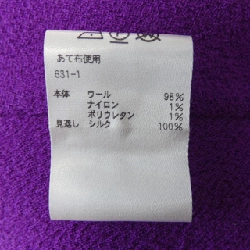 あて布使用
631-1
本体 ウール 98%
ナイロン 1%
ポリウレタン 1%
見返し シルク 100%